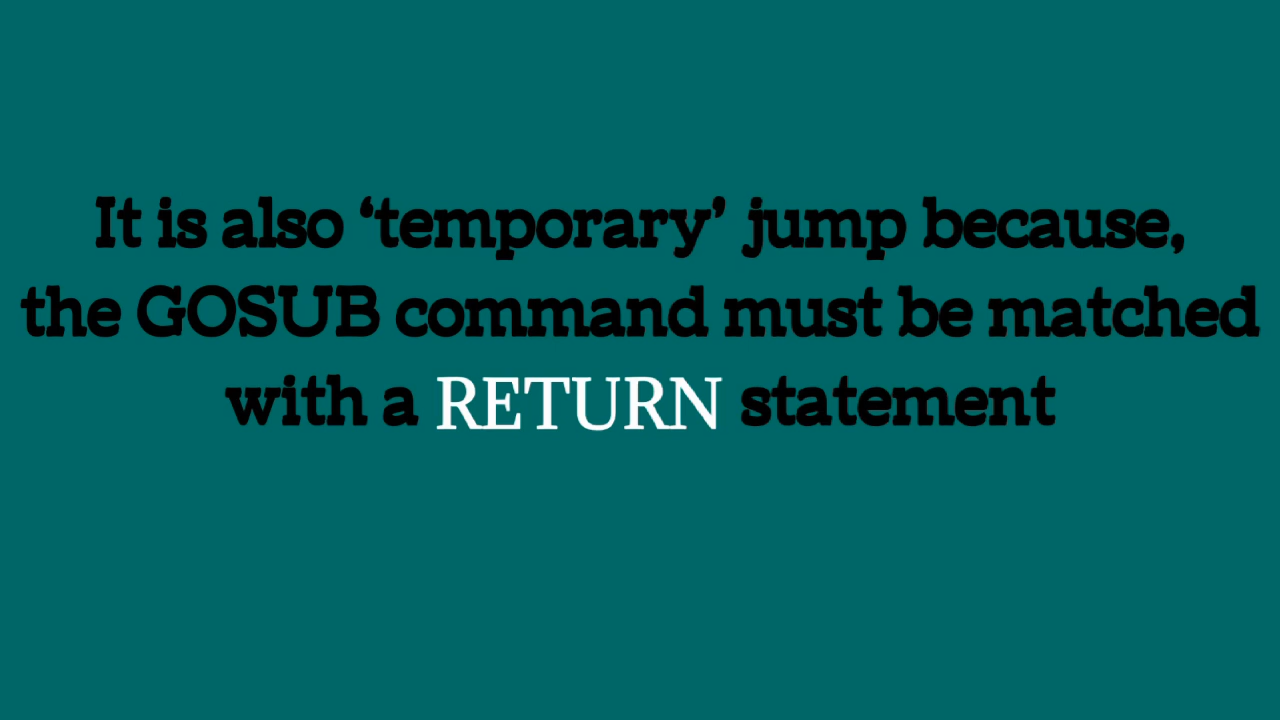 It is also ‘temporary’ jump because,
the GOSUB command must be matched
with a RETURN statement